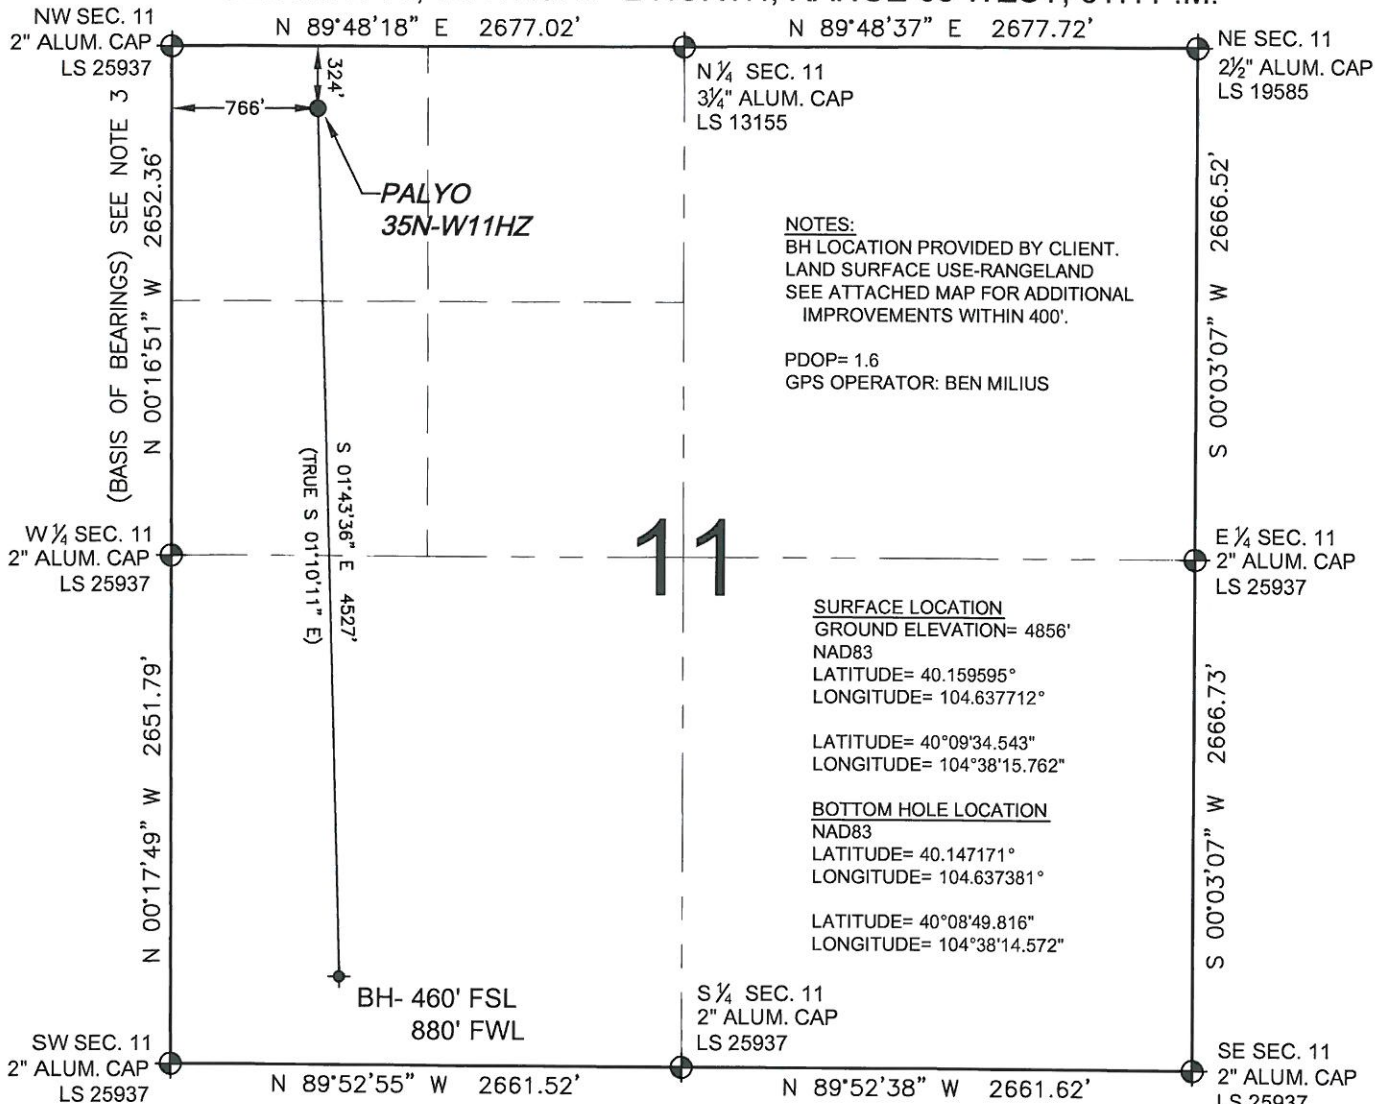 NW SEC. 11
2" ALUM. CAP
LS 25937
N 89°48'18" E 2677.02'
N 89°48'37" E 2677.72'
NE SEC. 11
2½" ALUM. CAP
LS 19585
N ¼ SEC. 11
3¼" ALUM. CAP
LS 13155
324'
766'
PALYO
35N-W11HZ
(BASIS OF BEARINGS) SEE NOTE 3
N 00°16'51" W 2652.36'
NOTES:
BH LOCATION PROVIDED BY CLIENT.
LAND SURFACE USE-RANGELAND
SEE ATTACHED MAP FOR ADDITIONAL
IMPROVEMENTS WITHIN 400'.
PDOP= 1.6
GPS OPERATOR: BEN MILIUS
S 00°03'07" W 2666.52'
S 01°43'36" E 4527'
(TRUE S 01°10'11" E)
W ¼ SEC. 11
2" ALUM. CAP
LS 25937
11
E ¼ SEC. 11
2" ALUM. CAP
LS 25937
SURFACE LOCATION
GROUND ELEVATION= 4856'
NAD83
LATITUDE= 40.159595°
LONGITUDE= 104.637712°
LATITUDE= 40°09'34.543"
LONGITUDE= 104°38'15.762"
BOTTOM HOLE LOCATION
NAD83
LATITUDE= 40.147171°
LONGITUDE= 104.637381°
LATITUDE= 40°08'49.816"
LONGITUDE= 104°38'14.572"
N 00°17'49" W 2651.79'
S 00°03'07" W 2666.73'
BH- 460' FSL
880' FWL
S ¼ SEC. 11
2" ALUM. CAP
LS 25937
SW SEC. 11
2" ALUM. CAP
LS 25937
N 89°52'55" W 2661.52'
N 89°52'38" W 2661.62'
SE SEC. 11
2" ALUM. CAP
LS 25937